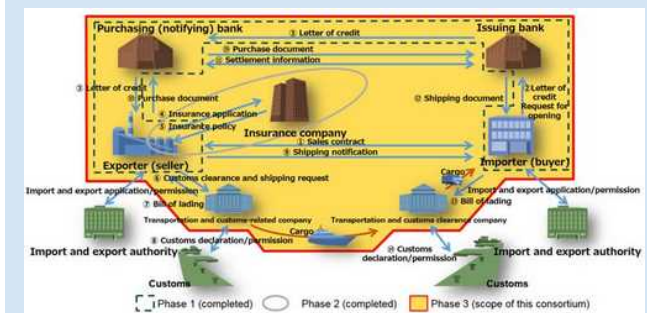 Purchasing (notifying) bank
③ Letter of credit
Issuing bank
Purchase document
Settlement information
③ Letter of credit
Purchase document
④ Insurance application
⑤ Insurance policy
Insurance company
⑫ Shipping document
2 Letter of
credit
Request for
opening
① Sales contract
⑨ Shipping notification
Exporter (seller)
Importer (buyer)
⑥ Customs clearance and shipping request
Cargo
Import and export application/permission
Import and export application/permission
⑦ Bill of lading
Bill of lading
Transportation and customs-related company
Transportation and customs clearance company
Import and export authority
⑧ Customs declaration/permission
Cargo
Customs
declaration/permission
Import and export authority
Customs
Customs
Phase 1 (completed)
Phase 2 (completed)
Phase 3 (scope of this consortium)